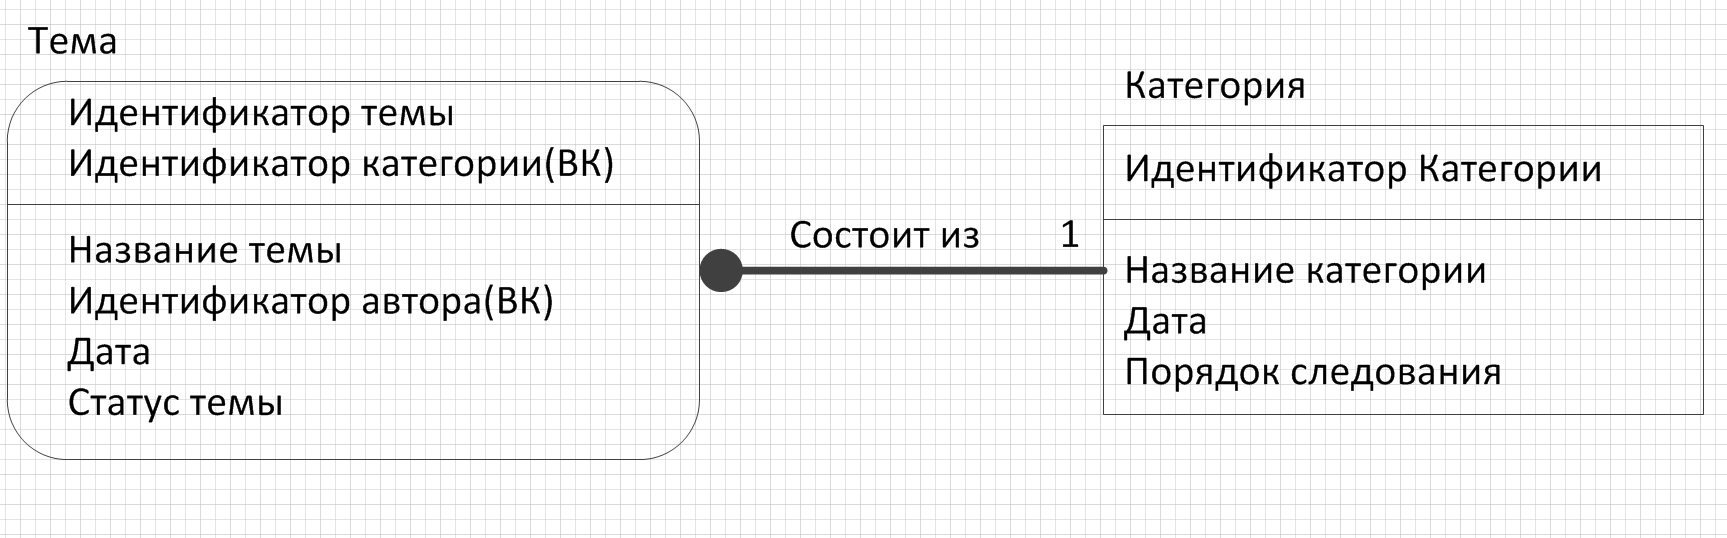 Тема
Идентификатор темы
Идентификатор категории(ВК)
Название темы
Идентификатор автора(ВК)
Дата
Статус темы
Состоит из
1
Категория
Идентификатор Категории
Название категории
Дата
Порядок следования